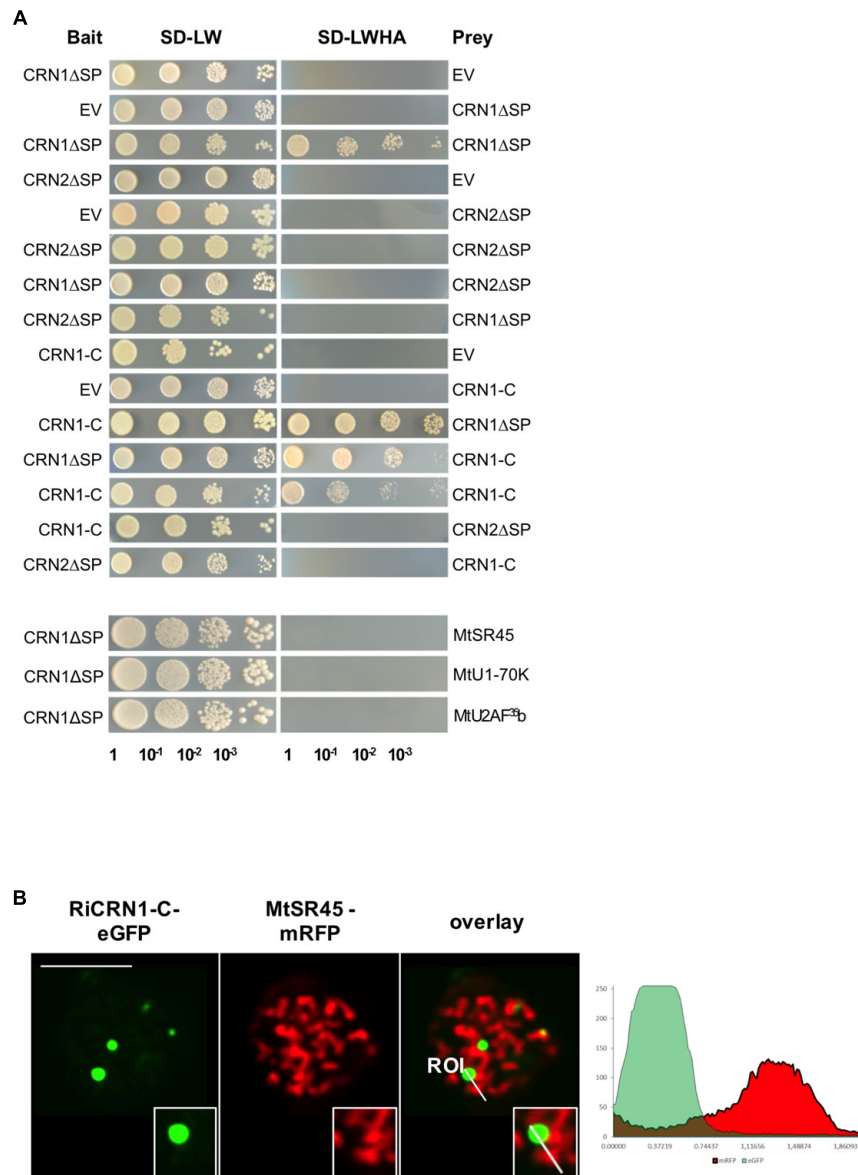 A
Bait SD-LW SD-LWHA Prey
CRN1ΔSP EV
EV CRN1ΔSP
CRN1ΔSP CRN1ΔSP
CRN2ΔSP EV
EV CRN2ΔSP
CRN2ΔSP CRN2ΔSP
CRN1ΔSP CRN2ΔSP
CRN2ΔSP CRN1ΔSP
CRN1-C EV
EV CRN1-C
CRN1-C CRN1ΔSP
CRN1ΔSP CRN1-C
CRN1-C CRN1-C
CRN1-C CRN2ΔSP
CRN2ΔSP CRN1-C
CRN1ΔSP MtSR45
CRN1ΔSP MtU1-70K
CRN1ΔSP MtU2AF³⁵b
1 10⁻¹ 10⁻² 10⁻³ 1 10⁻¹ 10⁻² 10⁻³
B
RiCRN1-C-
eGFP
MtSR45 -
mRFP
overlay
ROI
250
200
150
100
50
0
0.00000 0.37219 0.74437 1,11656 1,48874 1,86093
mRFP eGFP